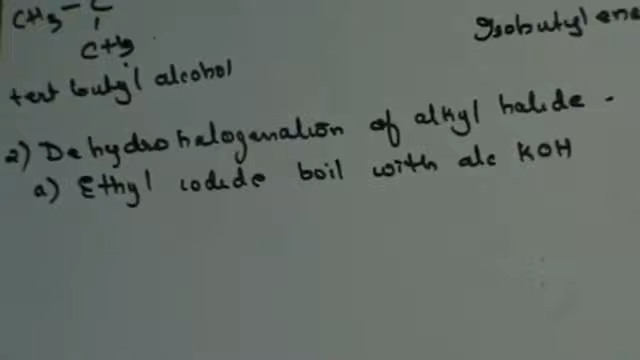 CH3 - C
CH3
Isobutylene
tert butyl alcohol
2) Dehydrohalogenation of alkyl halide.
a) Ethyl iodide boil with alc KOH